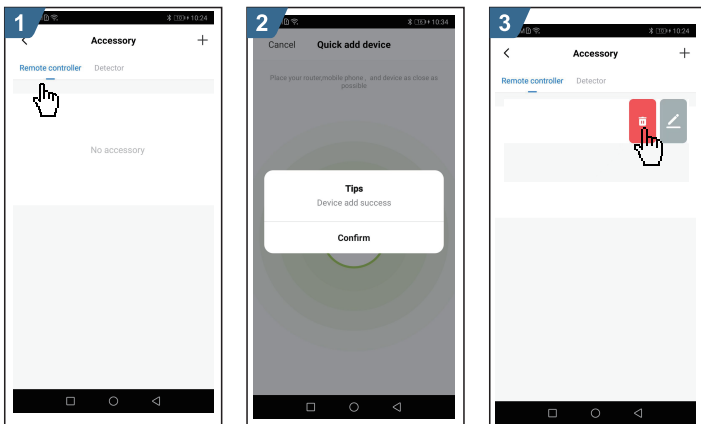 1
10:24
Accessory
Remote controller Detector
No accessory
2
10:34
Cancel Quick add device
Place your router,mobile phone , and device as close as
possible
Tips
Device add success
Confirm
3
10:24
Accessory
Remote controller Detector